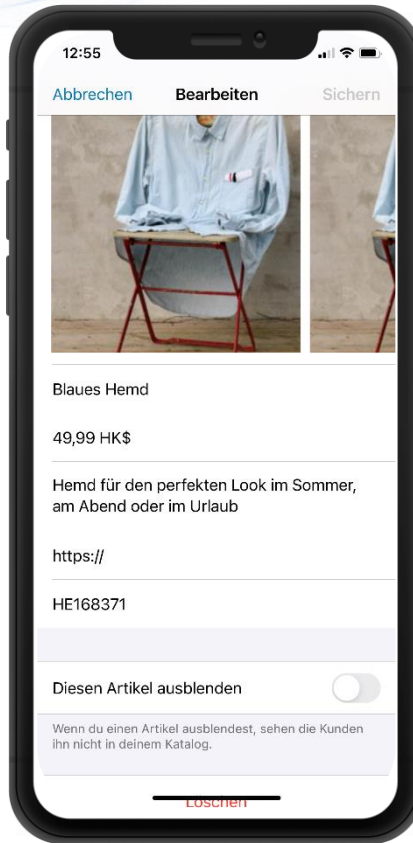 12:55
Abbrechen Bearbeiten Sichern
Blaues Hemd
49,99 HK$
Hemd für den perfekten Look im Sommer,
am Abend oder im Urlaub
https://
HE168371
Diesen Artikel ausblenden
Wenn du einen Artikel ausblendest, sehen die Kunden
ihn nicht in deinem Katalog.
Löschen